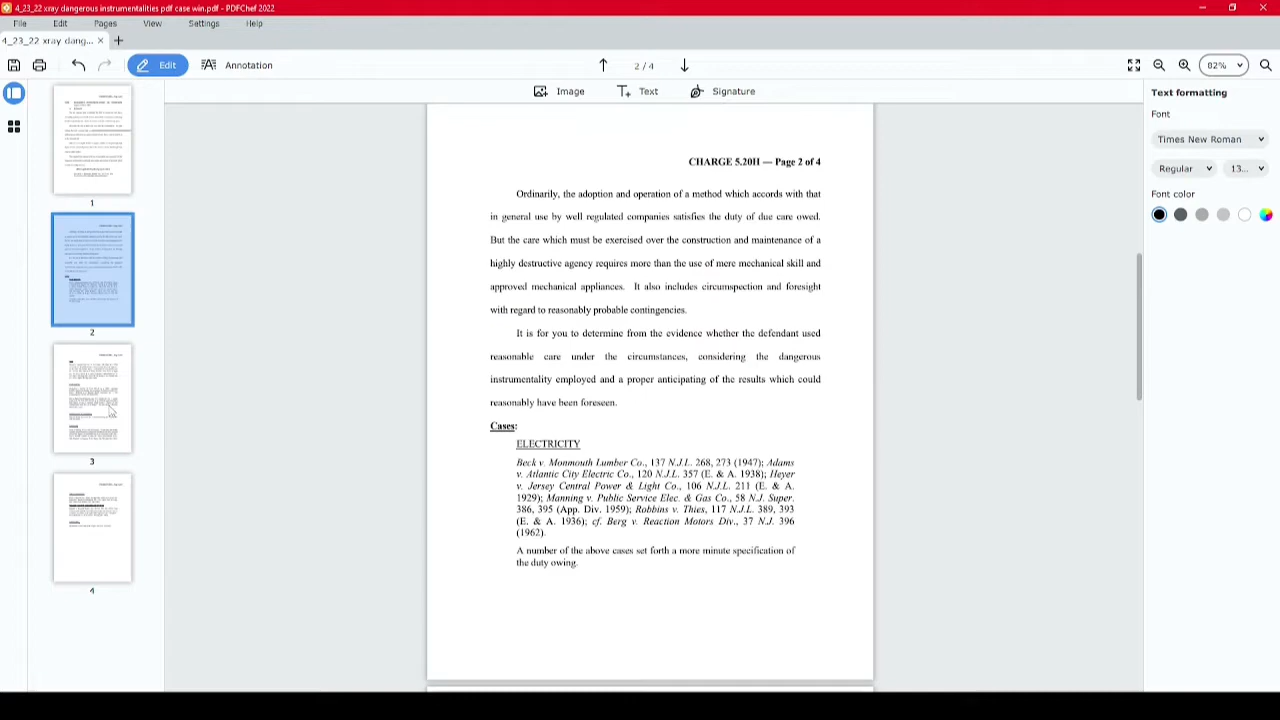 4_23_22 xray dangerous instrumentalities pdf case win.pdf - PDFChef 2022
File Edit Pages View Settings Help
4_23_22 xray dang...
Edit Annotation 2 / 4 82%
Image Text Signature
Text formatting
Font
Times New Roman
Regular 13...
Font color
1
2
3
4
CHARGE 5.20H — Page 2 of 4
Ordinarily, the adoption and operation of a method which accords with that
in general use by well regulated companies satisfies the duty of due care owed.
But the care which must be exercised over the construction and maintenance of a
highly destructive agency requires more than the use of mere mechanical skill and
approved mechanical appliances. It also includes circumspection and foresight
with regard to reasonably probable contingencies.
It is for you to determine from the evidence whether the defendant used
reasonable care under the circumstances, considering the dangerous
instrumentality employed and a proper anticipating of the results which could
reasonably have been foreseen.
Cases:
ELECTRICITY
Beck v. Monmouth Lumber Co., 137 N.J.L. 268, 273 (1947); Adams
v. Atlantic City Electric Co., 120 N.J.L. 357 (E. & A. 1938); Heyer
v. Jersey Central Power & Light Co., 106 N.J.L. 211 (E. & A.
1929); Manning v. Public Service Elec. & Gas Co., 58 N.J. Super.
386, 395 (App. Div. 1959); Robbins v. Thies, 117 N.J.L. 389, 393
(E. & A. 1936); cf. Berg v. Reaction Motors Div., 37 N.J. 396
(1962).
A number of the above cases set forth a more minute specification of
the duty owing.